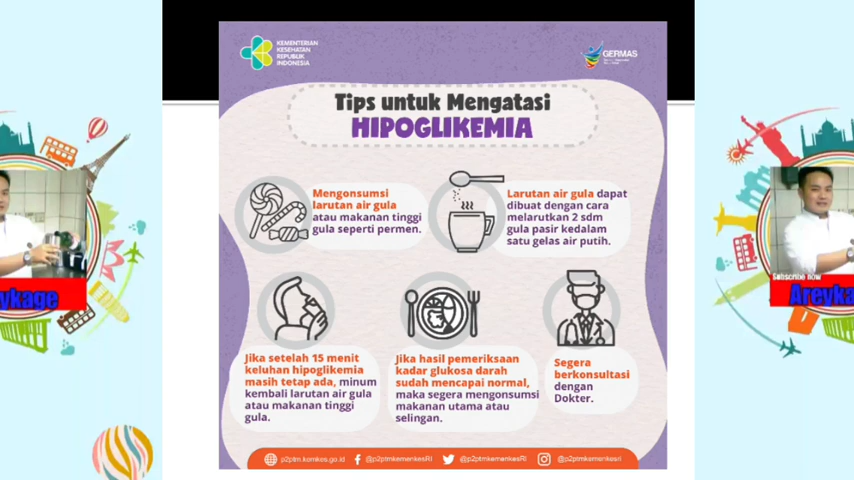 KEMENTERIAN
KESEHATAN
REPUBLIK
INDONESIA
GERMAS
Tips untuk Mengatasi
HIPOGLIKEMIA
Mengonsumsi
larutan air gula
atau makanan tinggi
gula seperti permen.
Larutan air gula dapat
dibuat dengan cara
melarutkan 2 sdm
gula pasir kedalam
satu gelas air putih.
Jika setelah 15 menit
keluhan hipoglikemia
masih tetap ada, minum
kembali larutan air gula
atau makanan tinggi
gula.
Jika hasil pemeriksaan
kadar glukosa darah
sudah mencapai normal,
maka segera mengonsumsi
makanan utama atau
selingan.
Segera
berkonsultasi
dengan
Dokter.
p2ptm.kemkes.go.id
@p2ptmkemenkesRI
@p2ptmkemenkesRI
@p2ptmkemenkesri
ykage
Subscribe now
Areyka